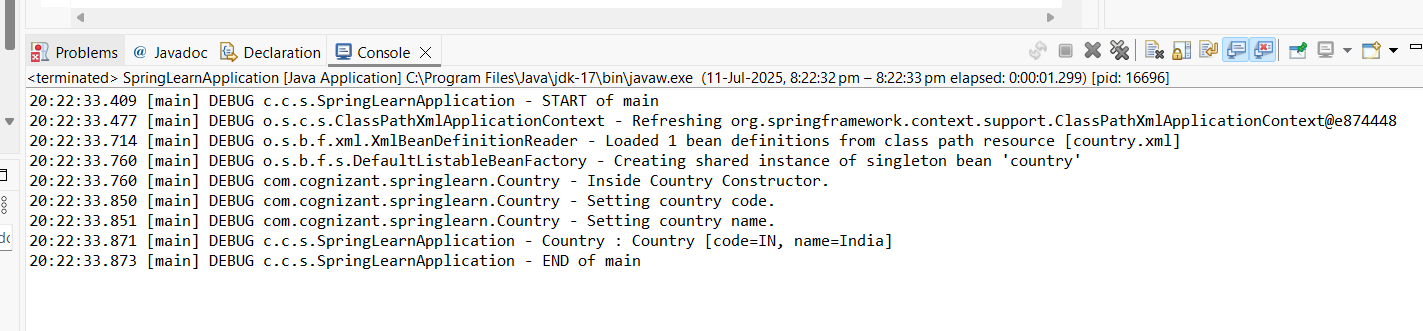 Problems Javadoc Declaration Console
<terminated> SpringLearnApplication [Java Application] C:\Program Files\Java\jdk-17\bin\javaw.exe (11-Jul-2025, 8:22:32 pm – 8:22:33 pm elapsed: 0:00:01.299) [pid: 16696]
20:22:33.409 [main] DEBUG c.c.s.SpringLearnApplication - START of main
20:22:33.477 [main] DEBUG o.s.c.s.ClassPathXmlApplicationContext - Refreshing org.springframework.context.support.ClassPathXmlApplicationContext@e874448
20:22:33.714 [main] DEBUG o.s.b.f.xml.XmlBeanDefinitionReader - Loaded 1 bean definitions from class path resource [country.xml]
20:22:33.760 [main] DEBUG o.s.b.f.s.DefaultListableBeanFactory - Creating shared instance of singleton bean 'country'
20:22:33.760 [main] DEBUG com.cognizant.springlearn.Country - Inside Country Constructor.
20:22:33.850 [main] DEBUG com.cognizant.springlearn.Country - Setting country code.
20:22:33.851 [main] DEBUG com.cognizant.springlearn.Country - Setting country name.
20:22:33.871 [main] DEBUG c.c.s.SpringLearnApplication - Country : Country [code=IN, name=India]
20:22:33.873 [main] DEBUG c.c.s.SpringLearnApplication - END of main